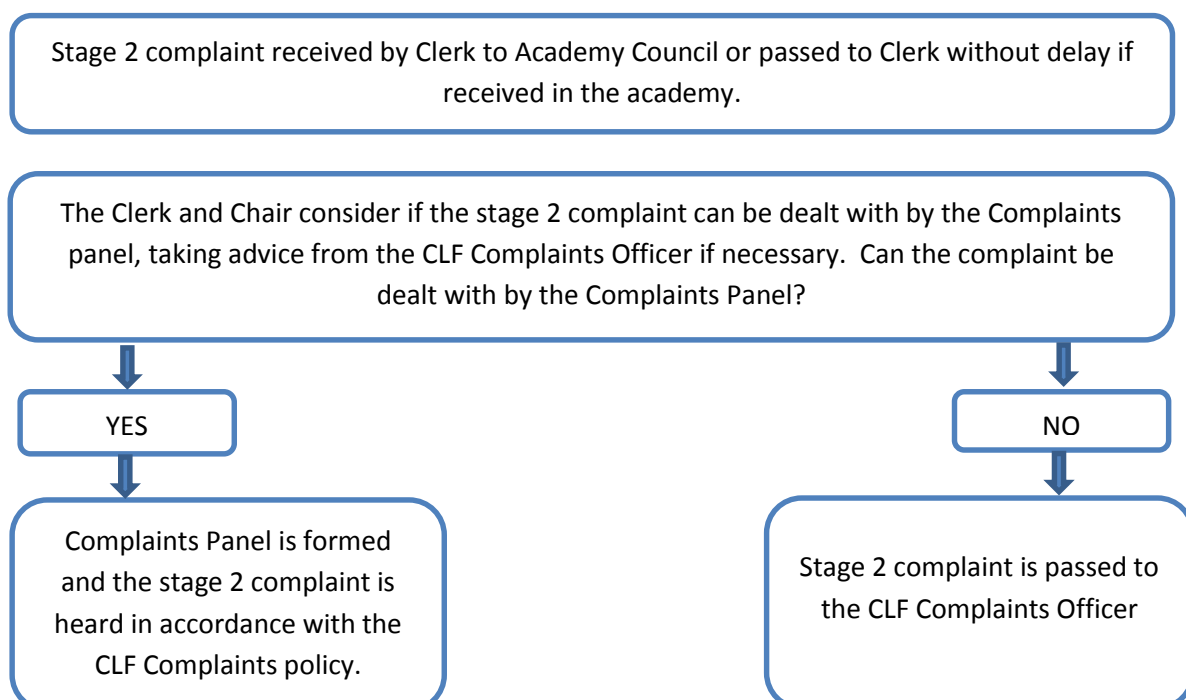 Stage 2 complaint received by Clerk to Academy Council or passed to Clerk without delay if
received in the academy.
The Clerk and Chair consider if the stage 2 complaint can be dealt with by the Complaints
panel, taking advice from the CLF Complaints Officer if necessary.  Can the complaint be
dealt with by the Complaints Panel?
YES
NO
Complaints Panel is formed
and the stage 2 complaint is
heard in accordance with the
CLF Complaints policy.
Stage 2 complaint is passed to
the CLF Complaints Officer